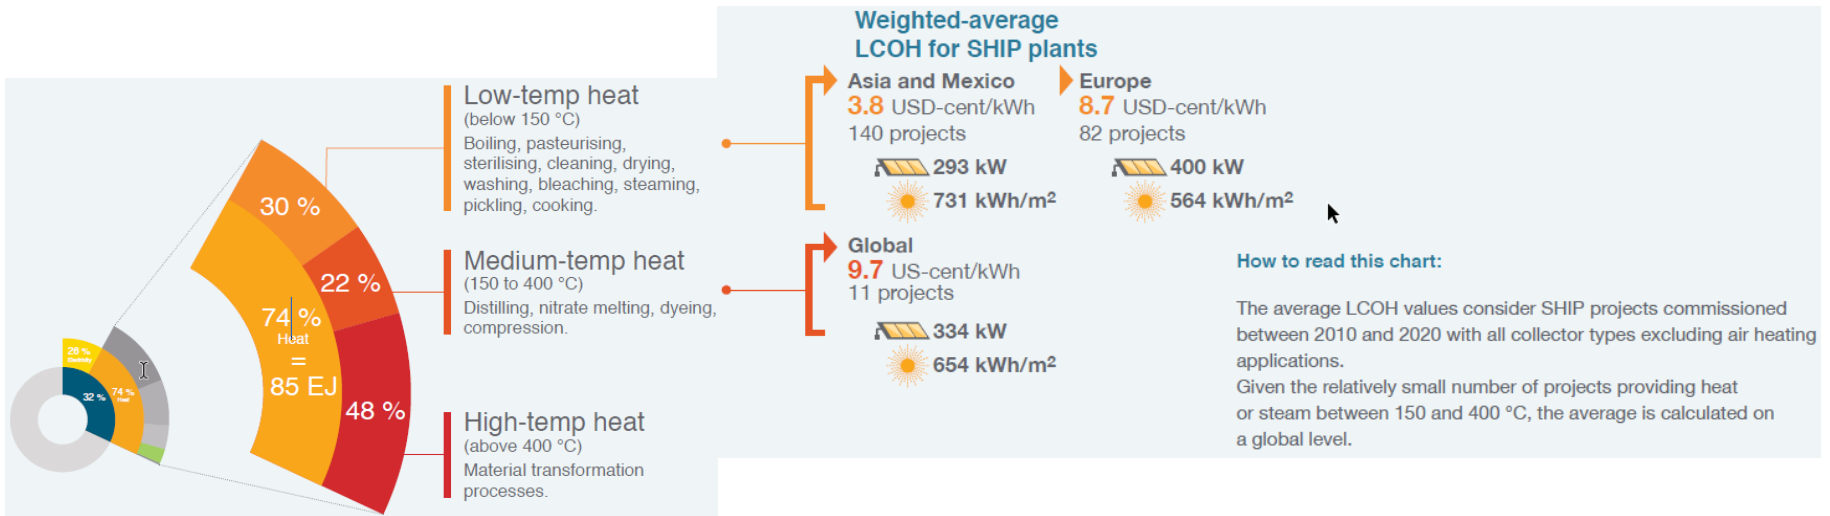 Weighted-average
LCOH for SHIP plants
Low-temp heat
(below 150 °C)
Boiling, pasteurising,
sterilising, cleaning, drying,
washing, bleaching, steaming,
pickling, cooking.
Asia and Mexico
3.8 USD-cent/kWh
140 projects
293 kW
731 kWh/m²
Europe
8.7 USD-cent/kWh
82 projects
400 kW
564 kWh/m²
30 %
Medium-temp heat
(150 to 400 °C)
Distilling, nitrate melting, dyeing,
compression.
Global
9.7 US-cent/kWh
11 projects
334 kW
654 kWh/m²
22 %
74 %
Heat
=
85 EJ
48 %
High-temp heat
(above 400 °C)
Material transformation
processes.
26 %
Electricity
32 %
74 %
Heat
How to read this chart:
The average LCOH values consider SHIP projects commissioned
between 2010 and 2020 with all collector types excluding air heating
applications.
Given the relatively small number of projects providing heat
or steam between 150 and 400 °C, the average is calculated on
a global level.